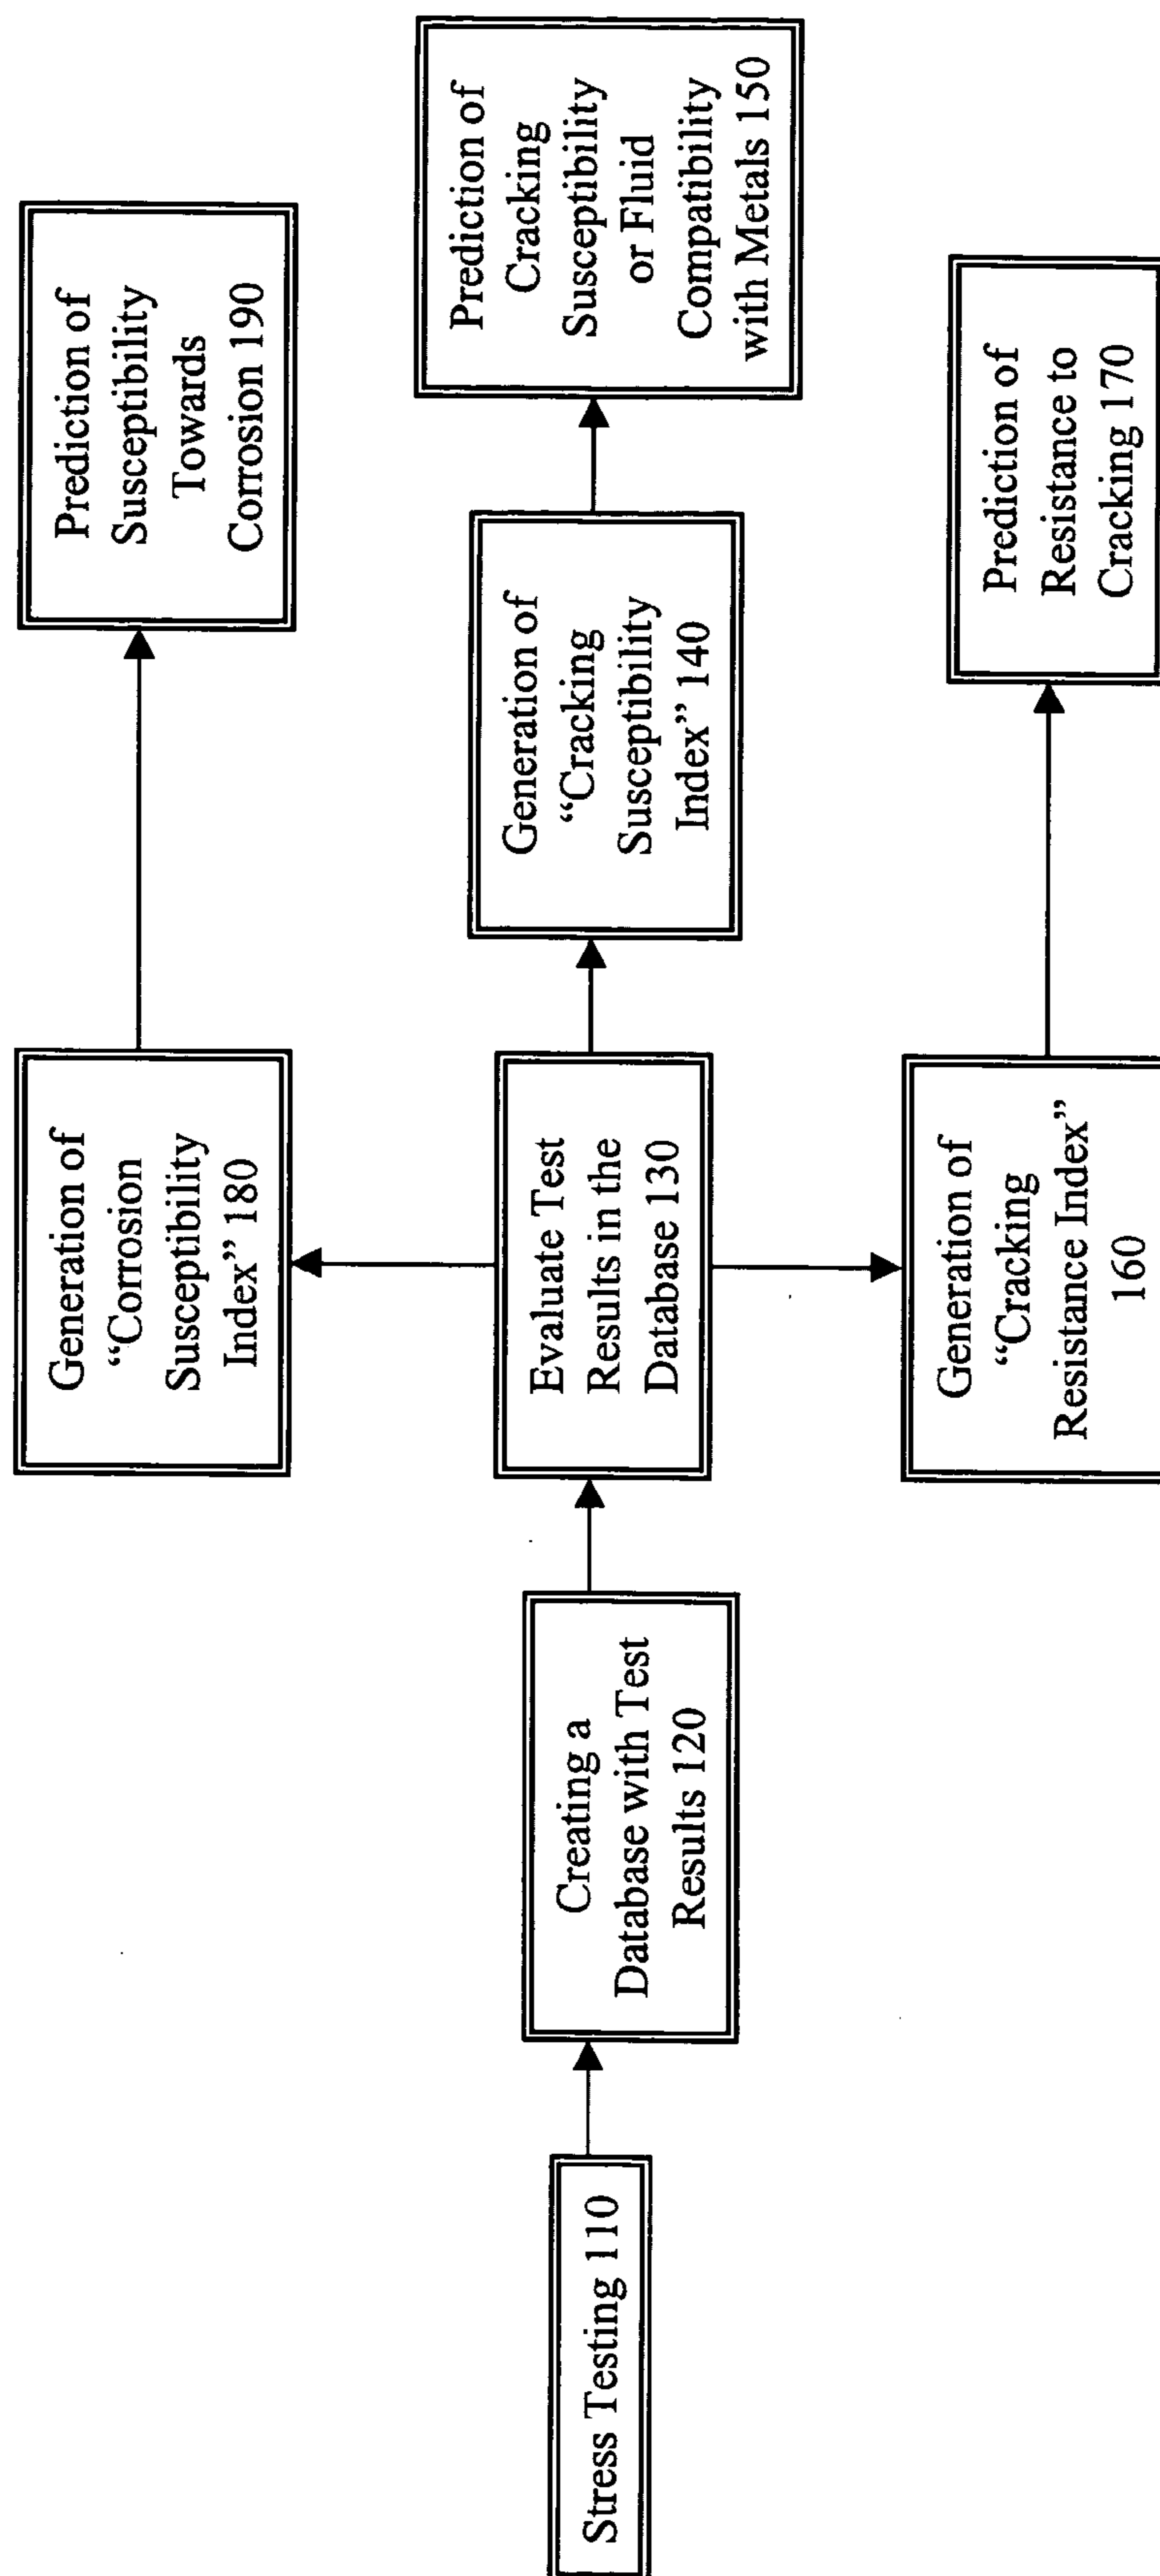 Stress Testing 110
Creating a
Database with Test
Results 120
Evaluate Test
Results in the
Database 130
Generation of
“Corrosion
Susceptibility
Index” 180
Prediction of
Susceptibility
Towards
Corrosion 190
Generation of
“Cracking
Susceptibility
Index” 140
Prediction of
Cracking
Susceptibility
or Fluid
Compatibility
with Metals 150
Generation of
“Cracking
Resistance Index”
160
Prediction of
Resistance to
Cracking 170